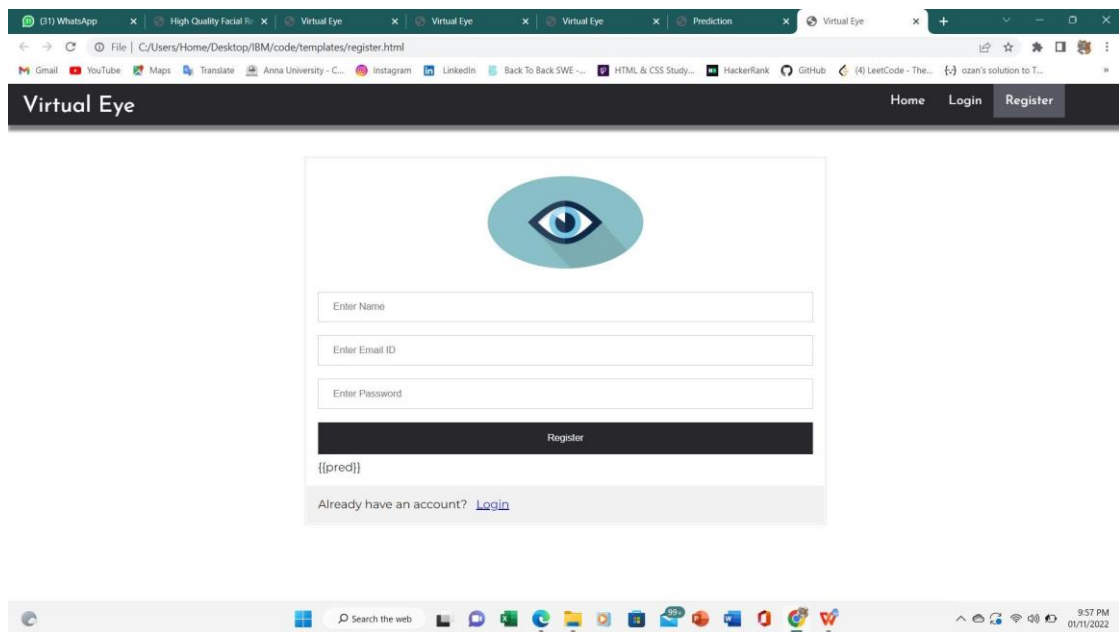 (31) WhatsApp
High Quality Facial Re
Virtual Eye
Virtual Eye
Virtual Eye
Prediction
Virtual Eye
File | C:/Users/Home/Desktop/IBM/code/templates/register.html
Gmail
YouTube
Maps
Translate
Anna University - C...
Instagram
LinkedIn
Back To Back SWE -...
HTML & CSS Study...
HackerRank
GitHub
(4) LeetCode - The...
ozan's solution to T...
Virtual Eye
Home
Login
Register
Enter Name
Enter Email ID
Enter Password
Register
{{pred}}
Already have an account? Login
Search the web
99+
9:57 PM
01/11/2022